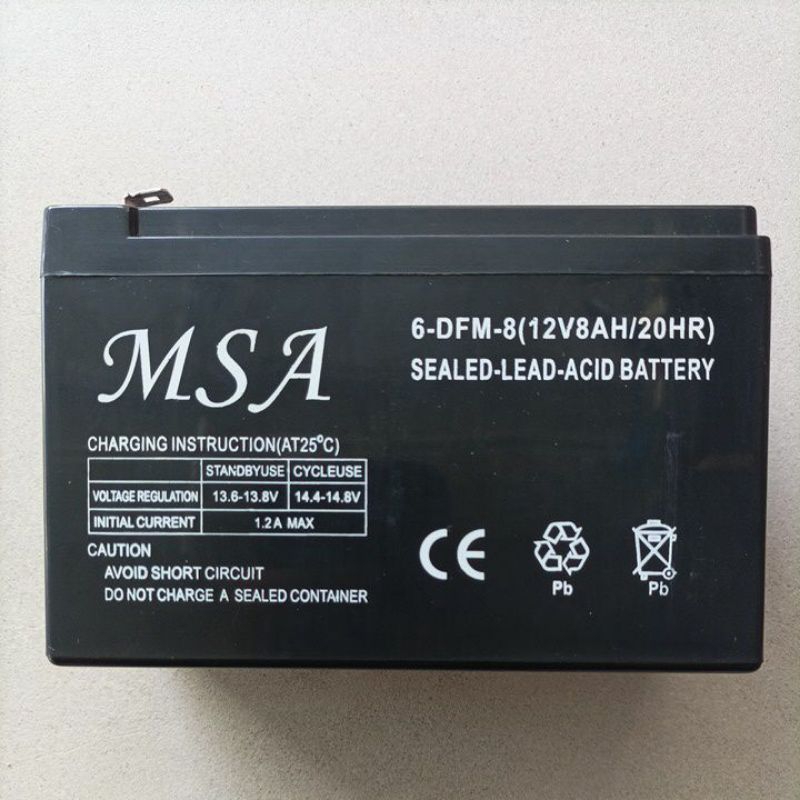 MSA
6-DFM-8(12V8AH/20HR)
SEALED-LEAD-ACID BATTERY
CHARGING INSTRUCTION(AT25°C)
STANDBYUSE CYCLEUSE
VOLTAGE REGULATION 13.6-13.8V 14.4-14.8V
INITIAL CURRENT 1.2A MAX
CAUTION
AVOID SHORT CIRCUIT
DO NOT CHARGE A SEALED CONTAINER
CE
Pb
Pb